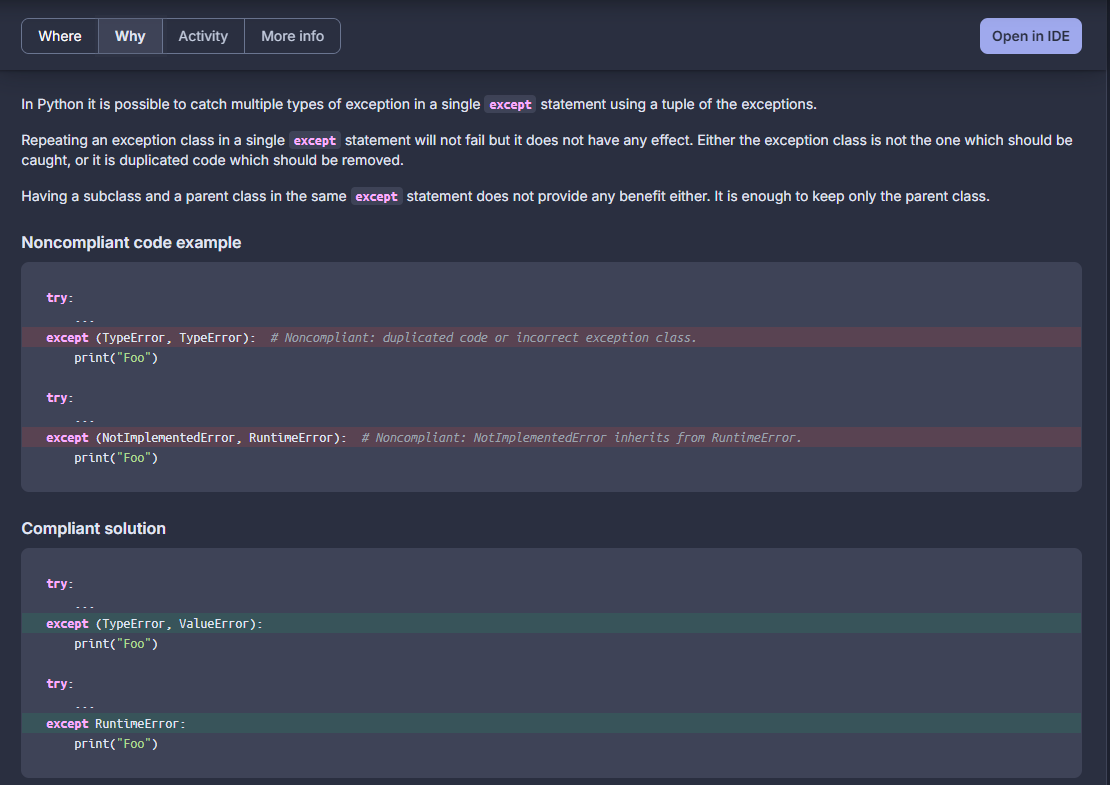 Where Why Activity More info Open in IDE
In Python it is possible to catch multiple types of exception in a single except statement using a tuple of the exceptions.
Repeating an exception class in a single except statement will not fail but it does not have any effect. Either the exception class is not the one which should be
caught, or it is duplicated code which should be removed.
Having a subclass and a parent class in the same except statement does not provide any benefit either. It is enough to keep only the parent class.
Noncompliant code example
try:
    ...
except (TypeError, TypeError):  # Noncompliant: duplicated code or incorrect exception class.
    print("Foo")
try:
    ...
except (NotImplementedError, RuntimeError):  # Noncompliant: NotImplementedError inherits from RuntimeError.
    print("Foo")
Compliant solution
try:
    ...
except (TypeError, ValueError):
    print("Foo")
try:
    ...
except RuntimeError:
    print("Foo")